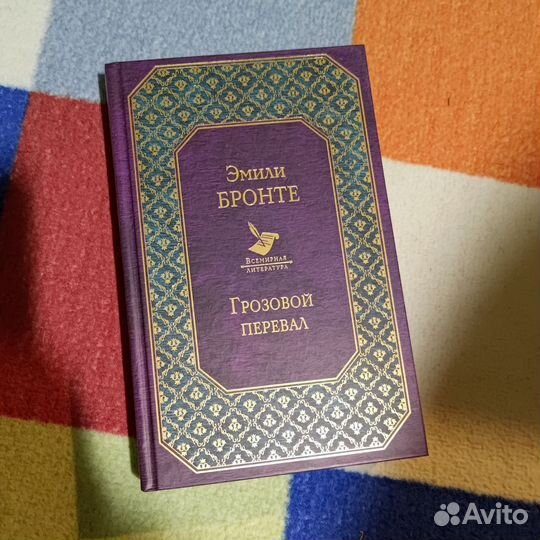 Эмили
БРОНТЕ
Всемирная
литература
Грозовой
перевал
Avito